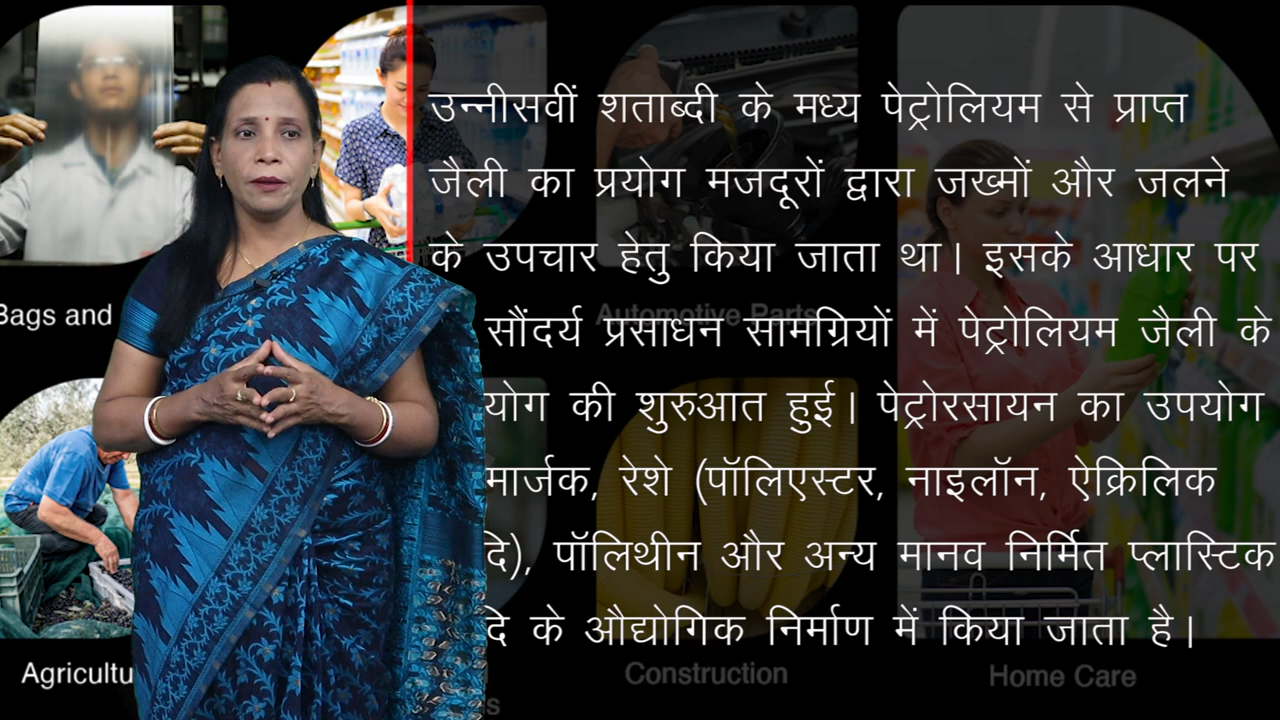 उन्नीसवीं शताब्दी के मध्य पेट्रोलियम से प्राप्त
जैली का प्रयोग मजदूरों द्वारा जख्मों और जलने
के उपचार हेतु किया जाता था। इसके आधार पर
सौंदर्य प्रसाधन सामग्रियों में पेट्रोलियम जैली के
की शुरुआत हुई। पेट्रोरसायन का उपयोग
रेशे (पॉलिएस्टर, नाइलॉन, ऐक्रिलिक
पॉलिथीन और अन्य मानव निर्मित प्लास्टिक
के औद्योगिक निर्माण में किया जाता है।
Bags and
Automotive Parts
Construction
Home Care